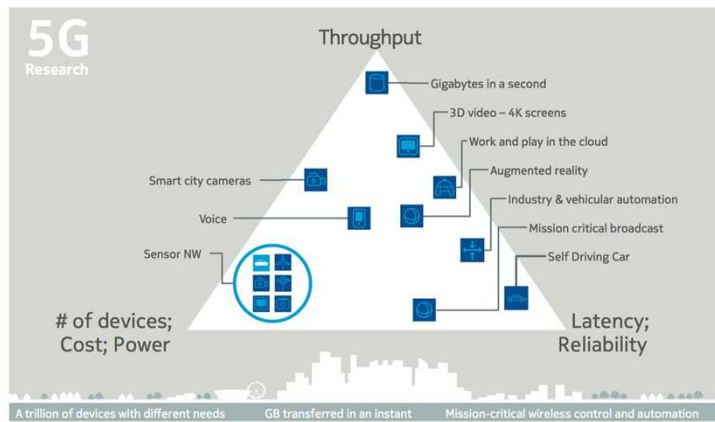 5G
Research
Throughput
Gigabytes in a second
3D video – 4K screens
Work and play in the cloud
Augmented reality
Smart city cameras
Industry & vehicular automation
Voice
Mission critical broadcast
Sensor NW
Self Driving Car
# of devices;
Cost; Power
Latency;
Reliability
A trillion of devices with different needs
GB transferred in an instant
Mission-critical wireless control and automation